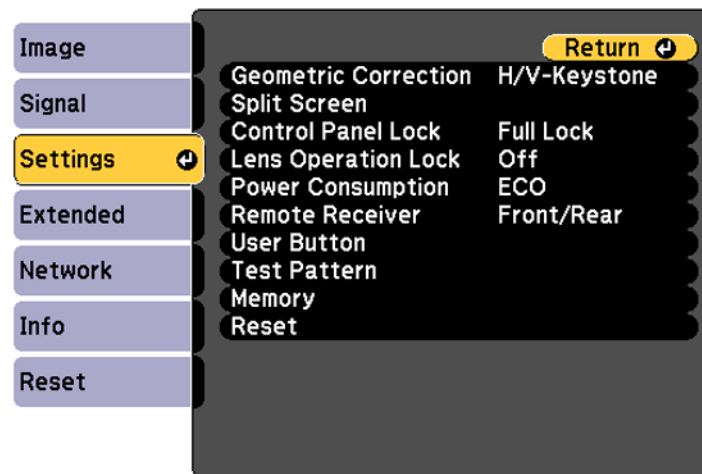 Image
Signal
Settings
Extended
Network
Info
Reset
Return
Geometric Correction H/V-Keystone
Split Screen
Control Panel Lock Full Lock
Lens Operation Lock Off
Power Consumption ECO
Remote Receiver Front/Rear
User Button
Test Pattern
Memory
Reset